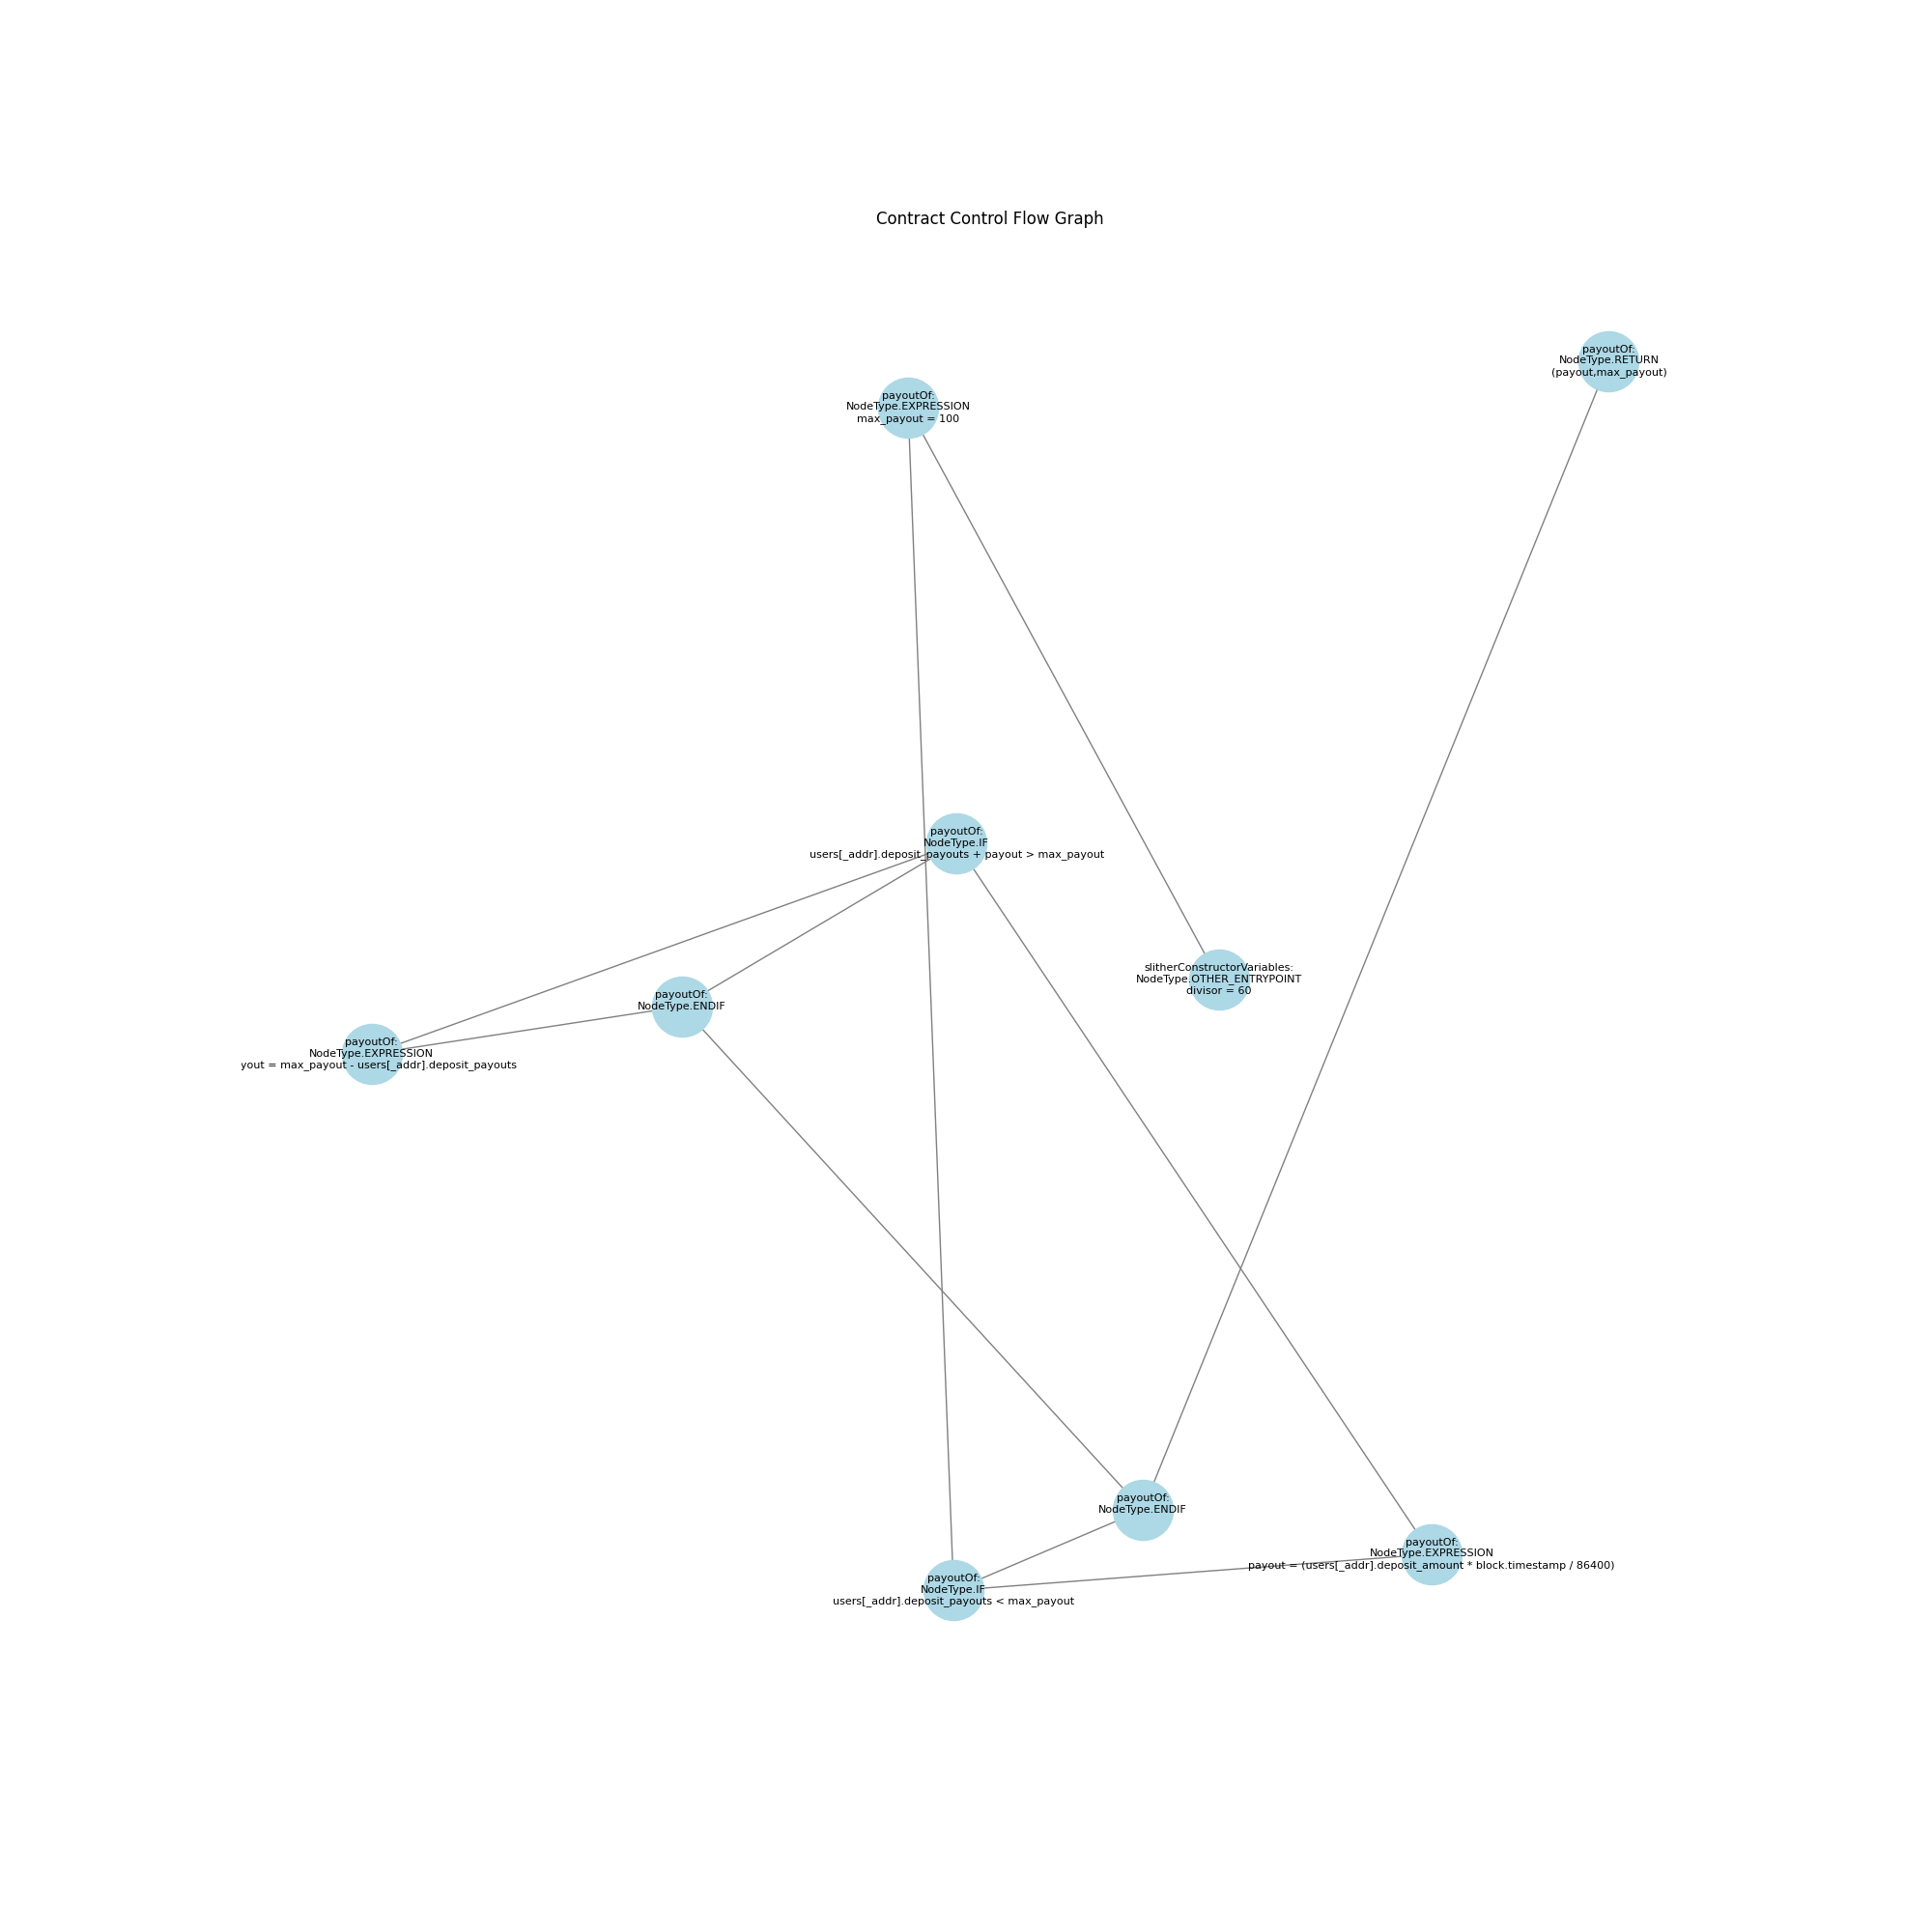 Contract Control Flow Graph
payoutOf:
NodeType.RETURN
(payout,max_payout)
payoutOf:
NodeType.EXPRESSION
max_payout = 100
payoutOf:
NodeType.IF
users[_addr].deposit_payouts + payout > max_payout
slitherConstructorVariables:
NodeType.OTHER_ENTRYPOINT
divisor = 60
payoutOf:
NodeType.ENDIF
payoutOf:
NodeType.EXPRESSION
yout = max_payout - users[_addr].deposit_payouts
payoutOf:
NodeType.ENDIF
payoutOf:
NodeType.EXPRESSION
payout = (users[_addr].deposit_amount * block.timestamp / 86400)
payoutOf:
NodeType.IF
users[_addr].deposit_payouts < max_payout